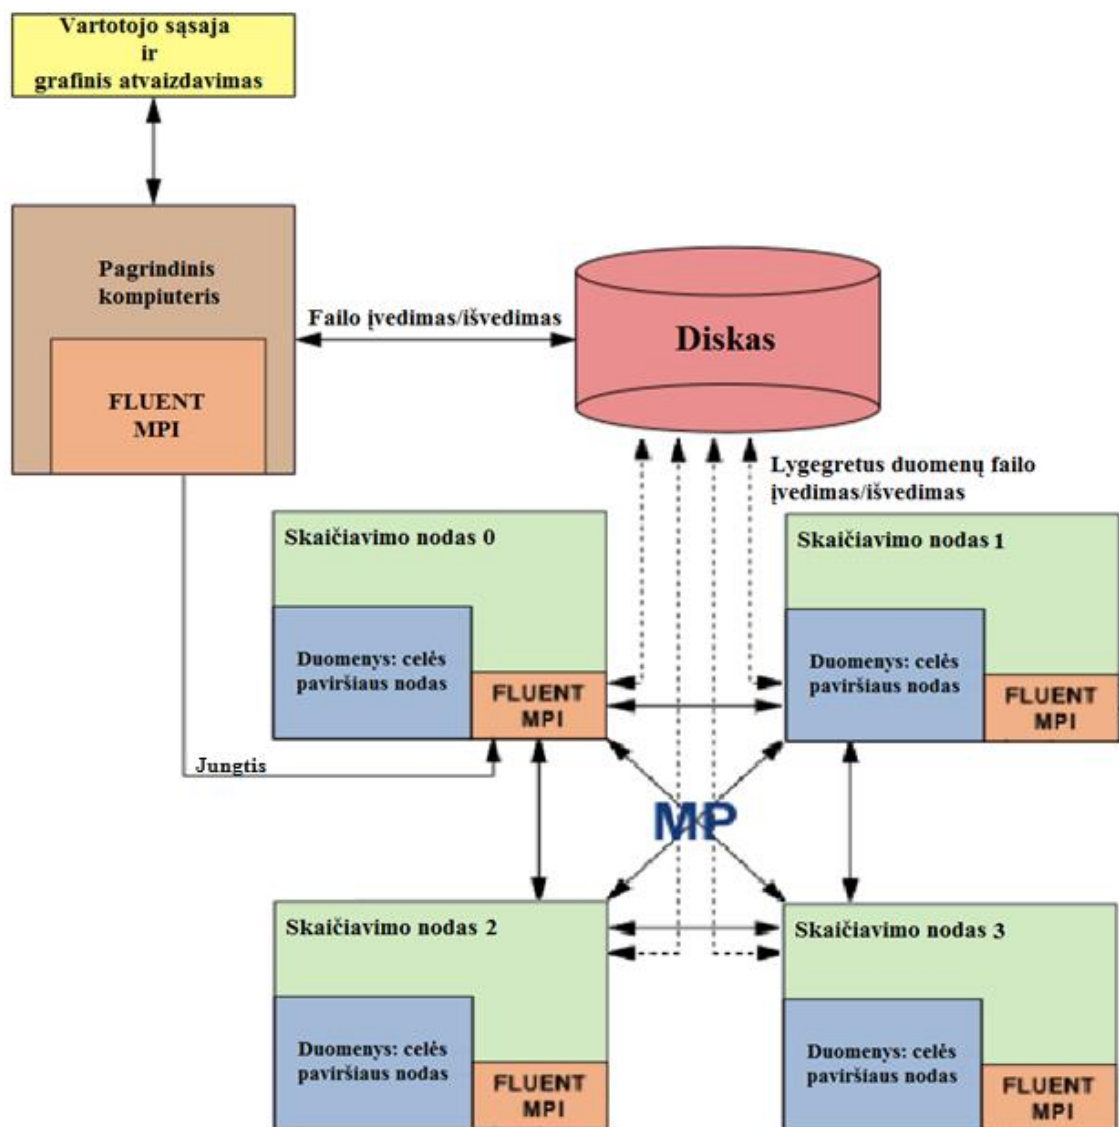 Vartotojo sąsaja
ir
grafinis atvaizdavimas
Pagrindinis
kompiuteris
FLUENT
MPI
Failo įvedimas/išvedimas
Diskas
Lygegretus duomenų failo
įvedimas/išvedimas
Skaičiavimo nodas 0
Duomenys: celės
paviršiaus nodas
FLUENT
MPI
Skaičiavimo nodas 1
Duomenys: celės
paviršiaus nodas
FLUENT
MPI
Jungtis
MP
Skaičiavimo nodas 2
Duomenys: celės
paviršiaus nodas
FLUENT
MPI
Skaičiavimo nodas 3
Duomenys: celės
paviršiaus nodas
FLUENT
MPI